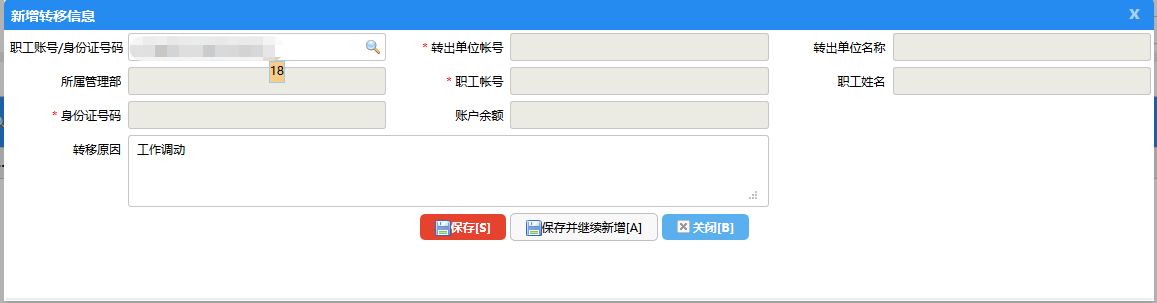 新增转移信息 X
职工账号/身份证号码 * 转出单位帐号 转出单位名称
18
所属管理部 * 职工帐号 职工姓名
* 身份证号码 账户余额
转移原因 工作调动
保存[S] 保存并继续新增[A] 关闭[B]